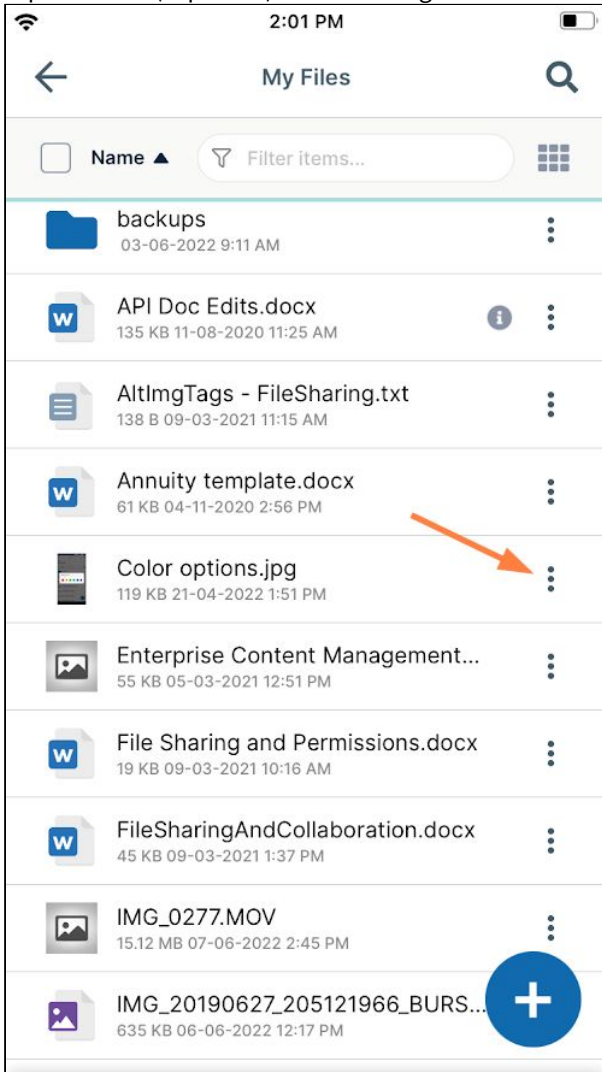 2:01 PM
My Files
Name ▲ Filter items...
backups
03-06-2022 9:11 AM
API Doc Edits.docx
135 KB 11-08-2020 11:25 AM
AltImgTags - FileSharing.txt
138 B 09-03-2021 11:15 AM
W
Annuity template.docx
61 KB 04-11-2020 2:56 PM
Color options.jpg
119 KB 21-04-2022 1:51 PM
Enterprise Content Management...
55 KB 05-03-2021 12:51 PM
W
File Sharing and Permissions.docx
19 KB 09-03-2021 10:16 AM
W
FileSharingAndCollaboration.docx
45 KB 09-03-2021 1:37 PM
IMG_0277.MOV
15.12 MB 07-06-2022 2:45 PM
IMG_20190627_205121966_BURS...
635 KB 06-06-2022 12:17 PM